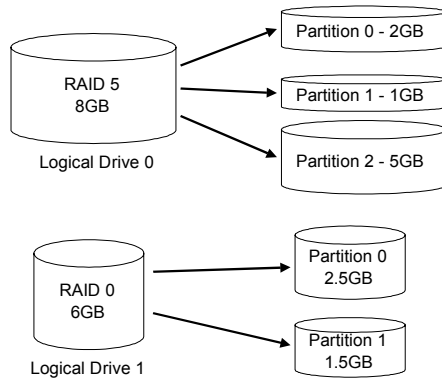 RAID 5
8GB
Logical Drive 0
Partition 0 - 2GB
Partition 1 - 1GB
Partition 2 - 5GB
RAID 0
6GB
Logical Drive 1
Partition 0
2.5GB
Partition 1
1.5GB